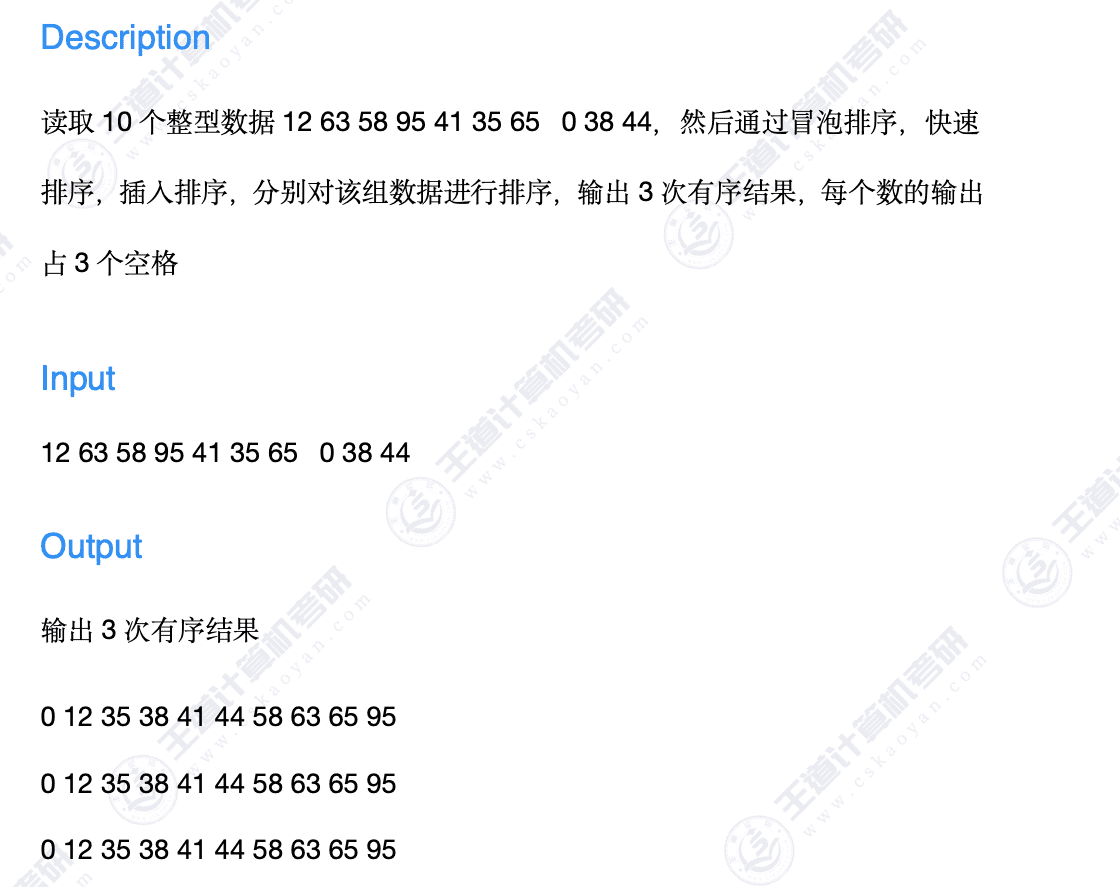 Description
读取 10 个整型数据 12 63 58 95 41 35 65   0 38 44，然后通过冒泡排序，快速
排序，插入排序，分别对该组数据进行排序，输出 3 次有序结果，每个数的输出
占 3 个空格
Input
12 63 58 95 41 35 65   0 38 44
Output
输出 3 次有序结果
0 12 35 38 41 44 58 63 65 95
0 12 35 38 41 44 58 63 65 95
0 12 35 38 41 44 58 63 65 95
王道计算机考研
www.cskaoyan.com